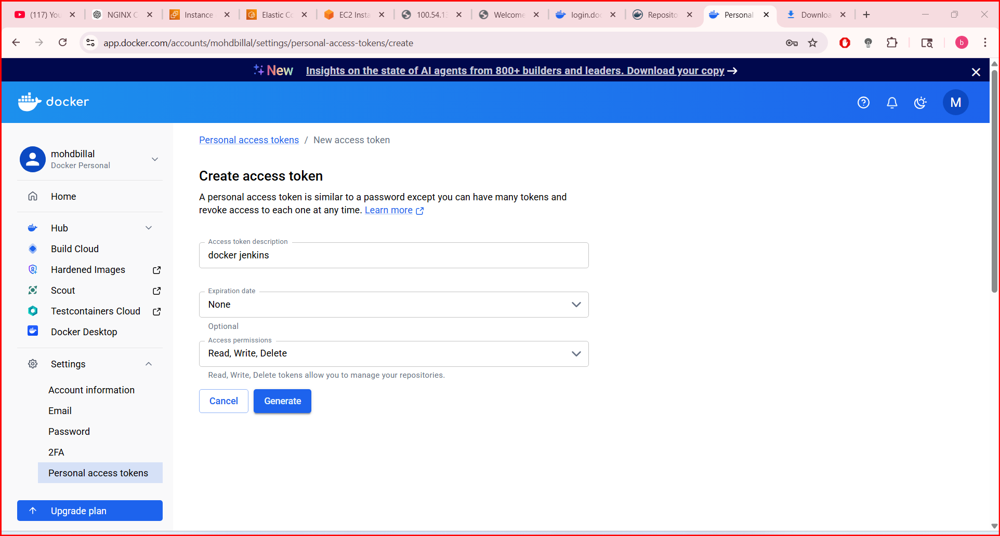 (117) You
NGINX C
Instance
Elastic Co
EC2 Insta
100.54.13
Welcome
login.doc
Reposito
Personal
Downloa
app.docker.com/accounts/mohdbillal/settings/personal-access-tokens/create
b
New Insights on the state of AI agents from 800+ builders and leaders. Download your copy
docker
M
mohdbillal
Docker Personal
Home
Hub
Build Cloud
Hardened Images
Scout
Testcontainers Cloud
Docker Desktop
Settings
Account information
Email
Password
2FA
Personal access tokens
Upgrade plan
Personal access tokens / New access token
Create access token
A personal access token is similar to a password except you can have many tokens and
revoke access to each one at any time. Learn more
Access token description
docker jenkins
Expiration date
None
Optional
Access permissions
Read, Write, Delete
Read, Write, Delete tokens allow you to manage your repositories.
Cancel Generate